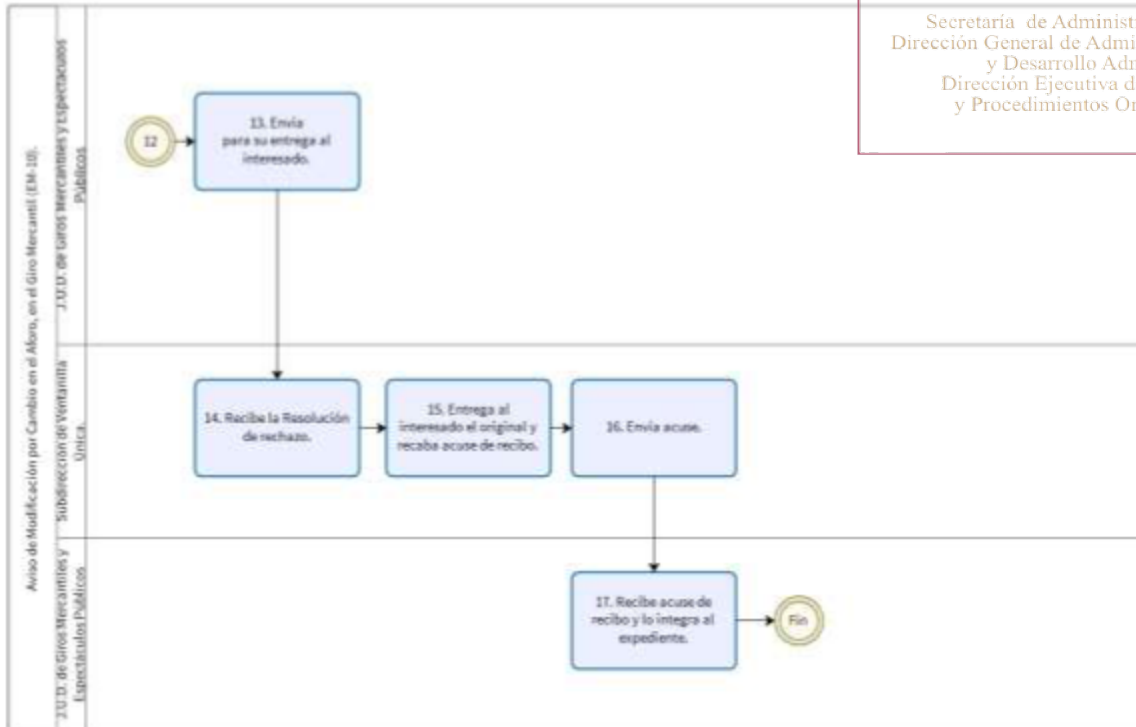 Secretaría de Administ
Dirección General de Admi
y Desarrollo Adm
Dirección Ejecutiva d
y Procedimientos Or
Aviso de Modificación por Cambio en el Aforo, en el Giro Mercantil (EM-10).
J.U.D. de Giros Mercantiles y Espectáculos
Públicos
12
13. Envía
para su entrega al
interesado.
Subdirección de Ventanilla
Única.
14. Recibe la Resolución
de rechazo.
15. Entrega al
interesado el original y
recaba acuse de recibo.
16. Envía acuse.
J.U.D. de Giros Mercantiles y
Espectáculos Públicos
17. Recibe acuse de
recibo y lo integra al
expediente.
Fin